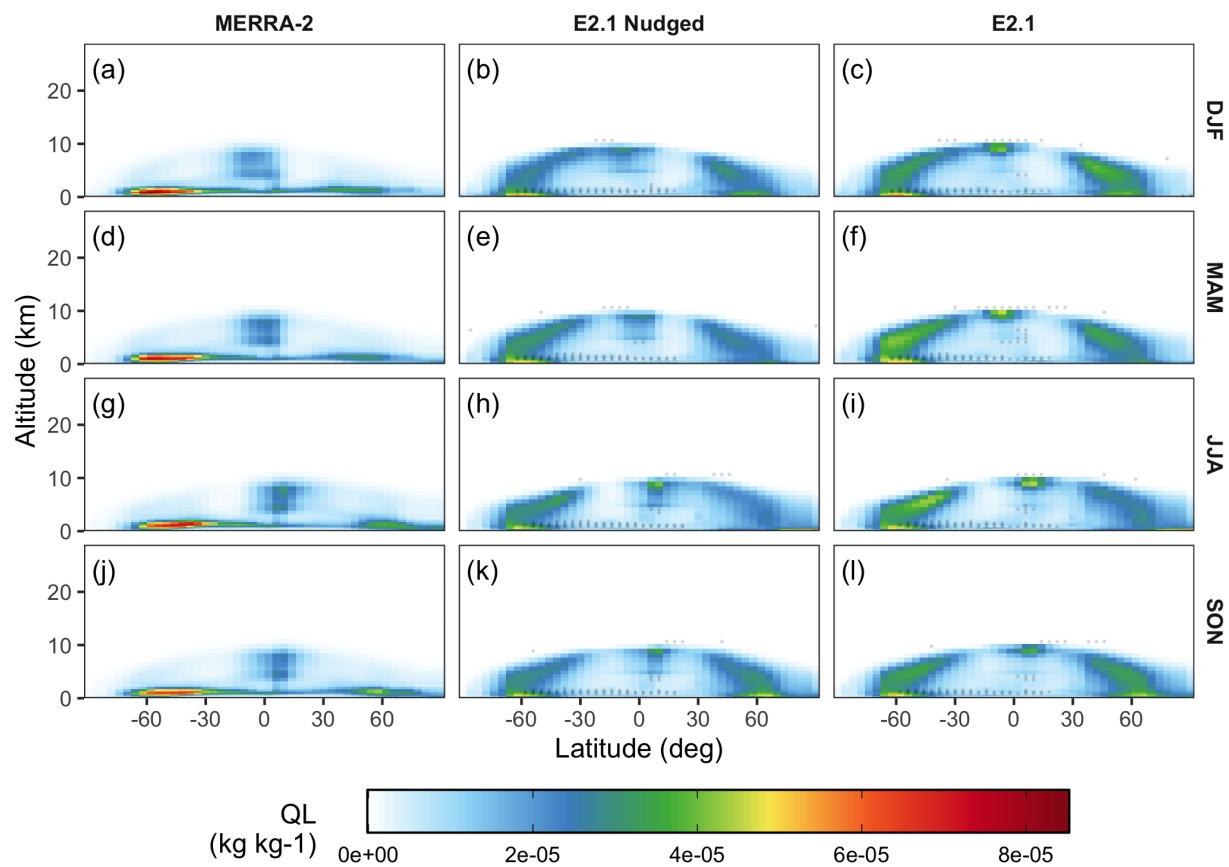 MERRA-2 E2.1 Nudged E2.1
(a) (b) (c) DJF
20
10
0
(d) (e) (f) MAM
20
10
0
(g) (h) (i) JJA
20
10
0
(j) (k) (l) SON
20
10
0
Altitude (km)
-60 -30 0 30 60 -60 -30 0 30 60 -60 -30 0 30 60
Latitude (deg)
QL
(kg kg-1)
0e+00 2e-05 4e-05 6e-05 8e-05